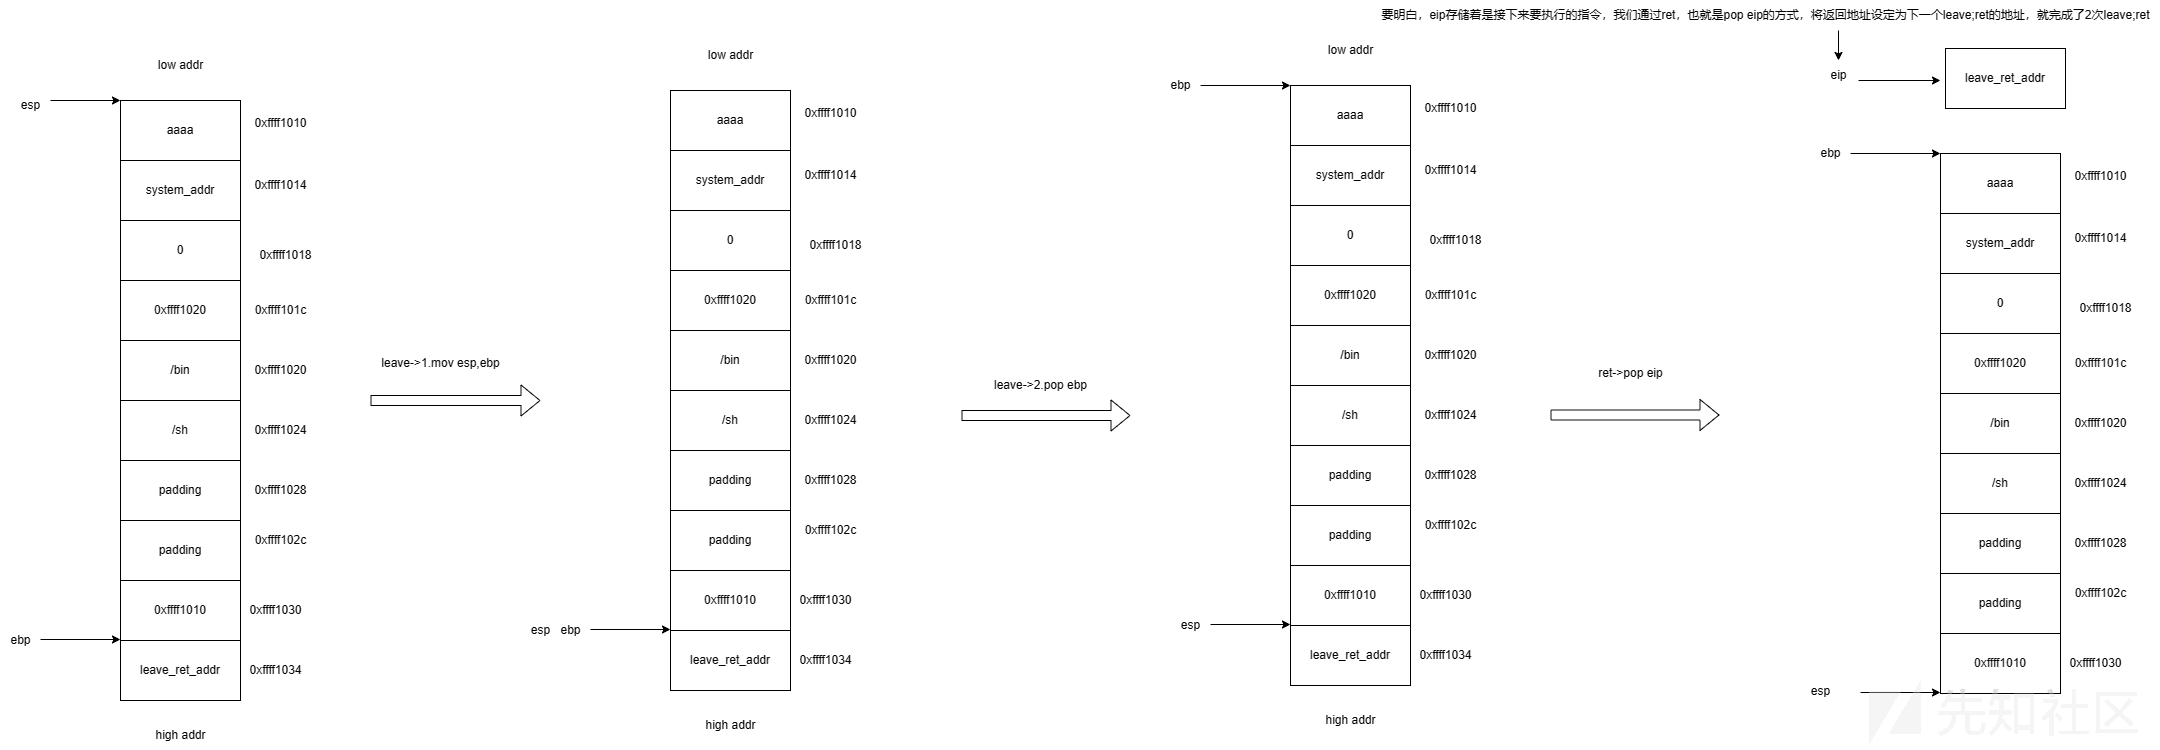 要明白，eip存储着是接下来要执行的指令，我们通过ret，也就是pop eip的方式，将返回地址设定为下一个leave;ret的地址，就完成了2次leave;ret
low addr
esp
aaaa 0xffff1010
system_addr 0xffff1014
0 0xffff1018
0xffff1020 0xffff101c
/bin 0xffff1020
/sh 0xffff1024
padding 0xffff1028
padding 0xffff102c
0xffff1010 0xffff1030
ebp
leave_ret_addr 0xffff1034
high addr
leave->1.mov esp,ebp
low addr
aaaa 0xffff1010
system_addr 0xffff1014
0 0xffff1018
0xffff1020 0xffff101c
/bin 0xffff1020
/sh 0xffff1024
padding 0xffff1028
padding 0xffff102c
0xffff1010 0xffff1030
esp ebp
leave_ret_addr 0xffff1034
high addr
leave->2.pop ebp
low addr
ebp
aaaa 0xffff1010
system_addr 0xffff1014
0 0xffff1018
0xffff1020 0xffff101c
/bin 0xffff1020
/sh 0xffff1024
padding 0xffff1028
padding 0xffff102c
0xffff1010 0xffff1030
esp
leave_ret_addr 0xffff1034
high addr
ret->pop eip
eip
leave_ret_addr
ebp
aaaa 0xffff1010
system_addr 0xffff1014
0 0xffff1018
0xffff1020 0xffff101c
/bin 0xffff1020
/sh 0xffff1024
padding 0xffff1028
padding 0xffff102c
0xffff1010 0xffff1030
esp
先知社区